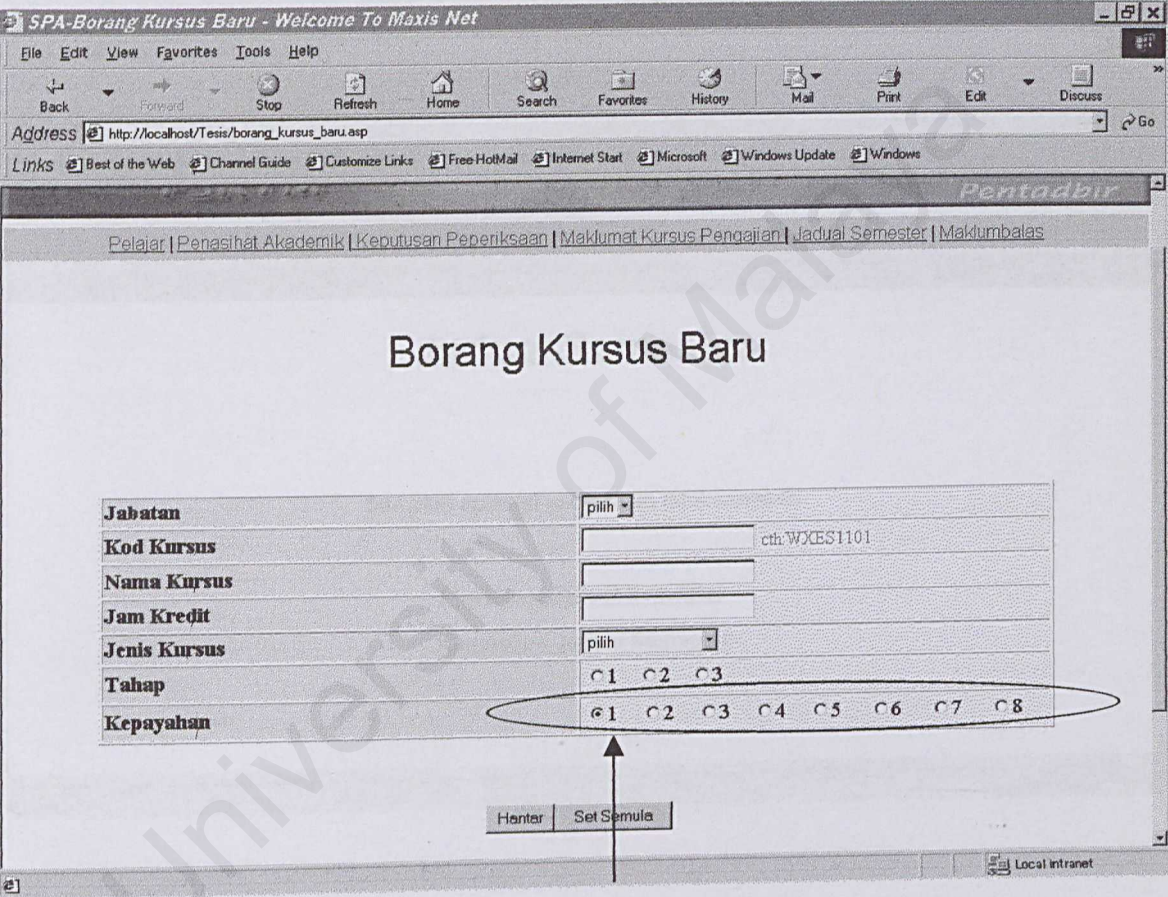 SPA-Borang Kursus Baru - Welcome To Maxis Net
File Edit View Favorites Tools Help
Back Forward Stop Refresh Home Search Favorites History Mail Print Edit Discuss
Address http://localhost/Tesis/borang_kursus_baru.asp Go
Links Best of the Web Channel Guide Customize Links Free HotMail Internet Start Microsoft Windows Update Windows
Pentadbir
Pelajar | Penasihat Akademik | Keputusan Peperiksaan | Maklumat Kursus Pengajian | Jadual Semester | Maklumbalas
Borang Kursus Baru
Jabatan pilih
Kod Kursus cth:WXES1101
Nama Kursus
Jam Kredit
Jenis Kursus pilih
Tahap 1 2 3
Kepayahan 1 2 3 4 5 6 7 8
Hantar Set Semula
Local intranet
University of Malaya